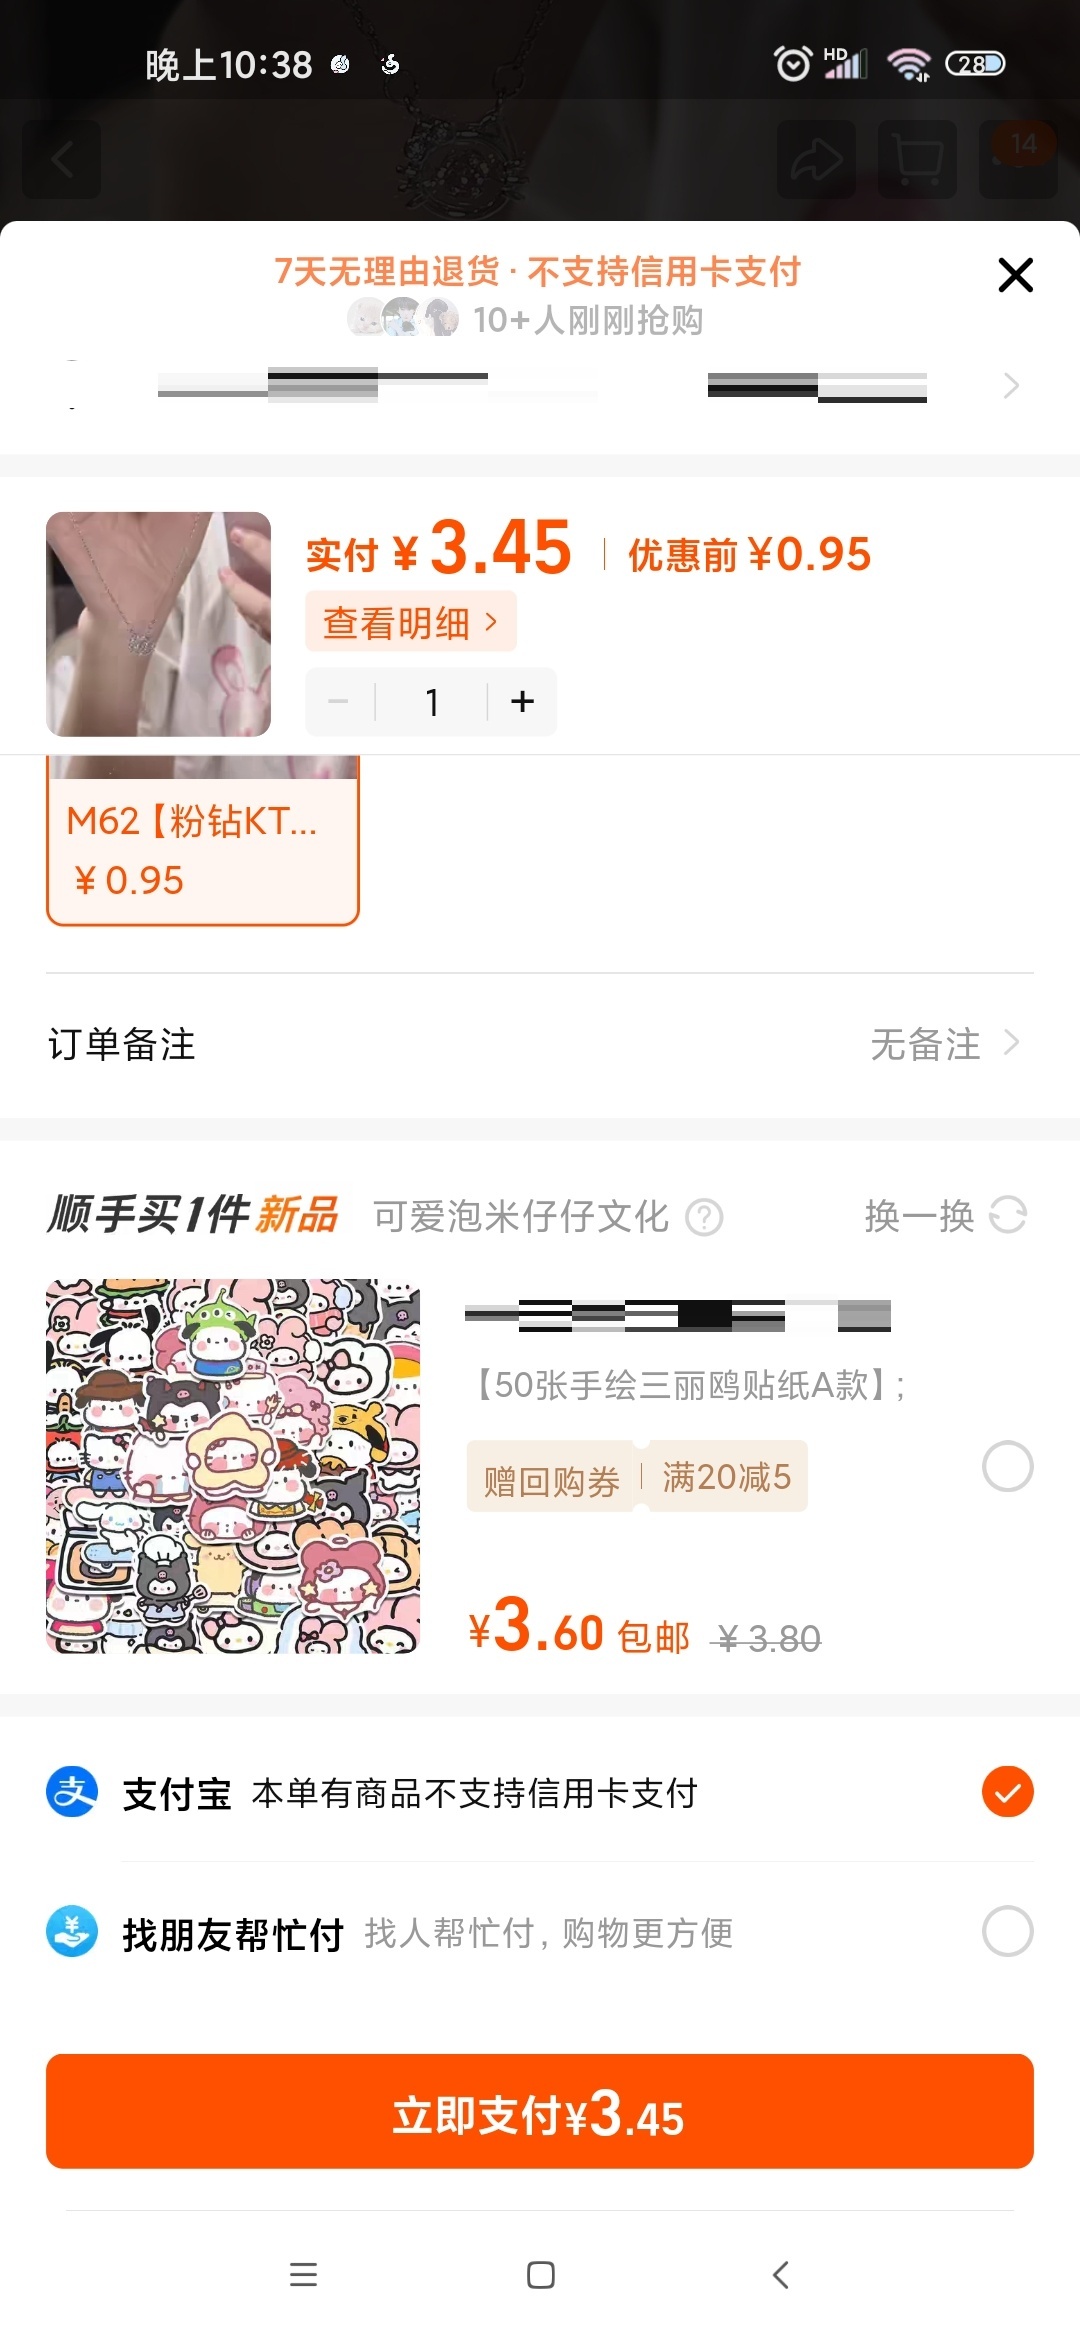 晚上10:38
HD
28
14
7天无理由退货 · 不支持信用卡支付
10+人刚刚抢购
实付 ¥ 3.45 | 优惠前 ¥0.95
查看明细 >
1
M62【粉钻KT...
¥ 0.95
订单备注
无备注
顺手买1件 新品 可爱泡米仔仔文化 ? 换一换
【50张手绘三丽鸥贴纸A款】;
赠回购券 | 满20减5
¥3.60 包邮 ¥ 3.80
支付宝 本单有商品不支持信用卡支付
找朋友帮忙付 找人帮忙付，购物更方便
立即支付¥3.45